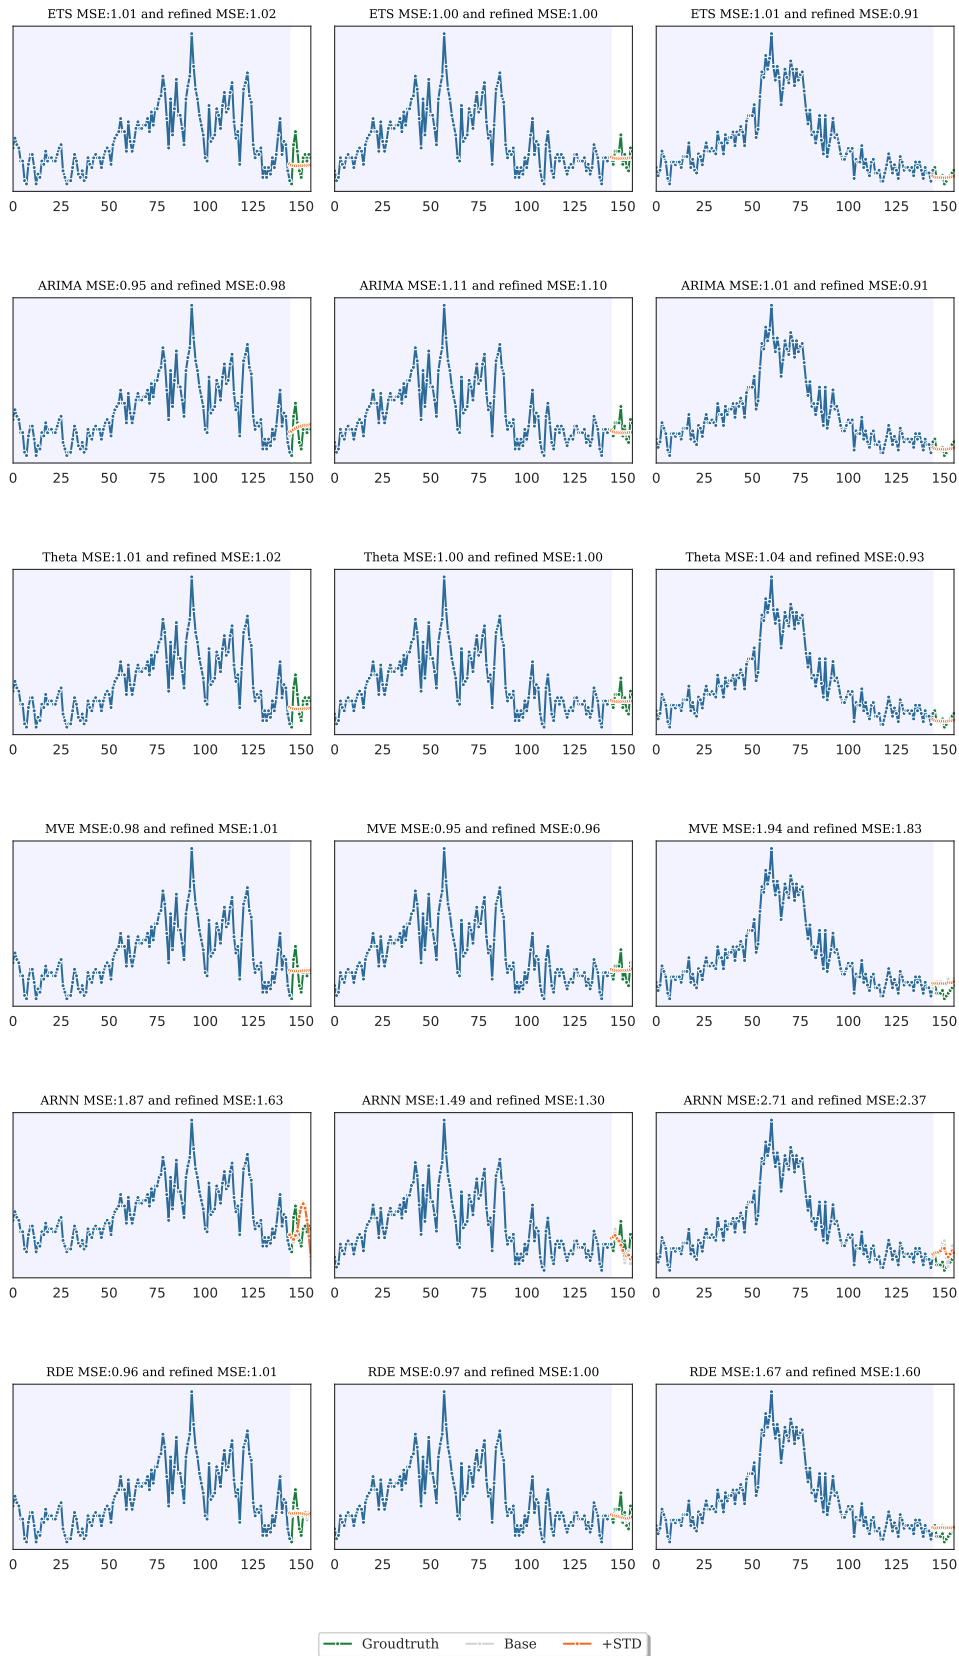 ETS MSE:1.01 and refined MSE:1.02
ETS MSE:1.00 and refined MSE:1.00
ETS MSE:1.01 and refined MSE:0.91
0 25 50 75 100 125 150
0 25 50 75 100 125 150
0 25 50 75 100 125 150
ARIMA MSE:0.95 and refined MSE:0.98
ARIMA MSE:1.11 and refined MSE:1.10
ARIMA MSE:1.01 and refined MSE:0.91
0 25 50 75 100 125 150
0 25 50 75 100 125 150
0 25 50 75 100 125 150
Theta MSE:1.01 and refined MSE:1.02
Theta MSE:1.00 and refined MSE:1.00
Theta MSE:1.04 and refined MSE:0.93
0 25 50 75 100 125 150
0 25 50 75 100 125 150
0 25 50 75 100 125 150
MVE MSE:0.98 and refined MSE:1.01
MVE MSE:0.95 and refined MSE:0.96
MVE MSE:1.94 and refined MSE:1.83
0 25 50 75 100 125 150
0 25 50 75 100 125 150
0 25 50 75 100 125 150
ARNN MSE:1.87 and refined MSE:1.63
ARNN MSE:1.49 and refined MSE:1.30
ARNN MSE:2.71 and refined MSE:2.37
0 25 50 75 100 125 150
0 25 50 75 100 125 150
0 25 50 75 100 125 150
RDE MSE:0.96 and refined MSE:1.01
RDE MSE:0.97 and refined MSE:1.00
RDE MSE:1.67 and refined MSE:1.60
0 25 50 75 100 125 150
0 25 50 75 100 125 150
0 25 50 75 100 125 150
Groudtruth Base +STD